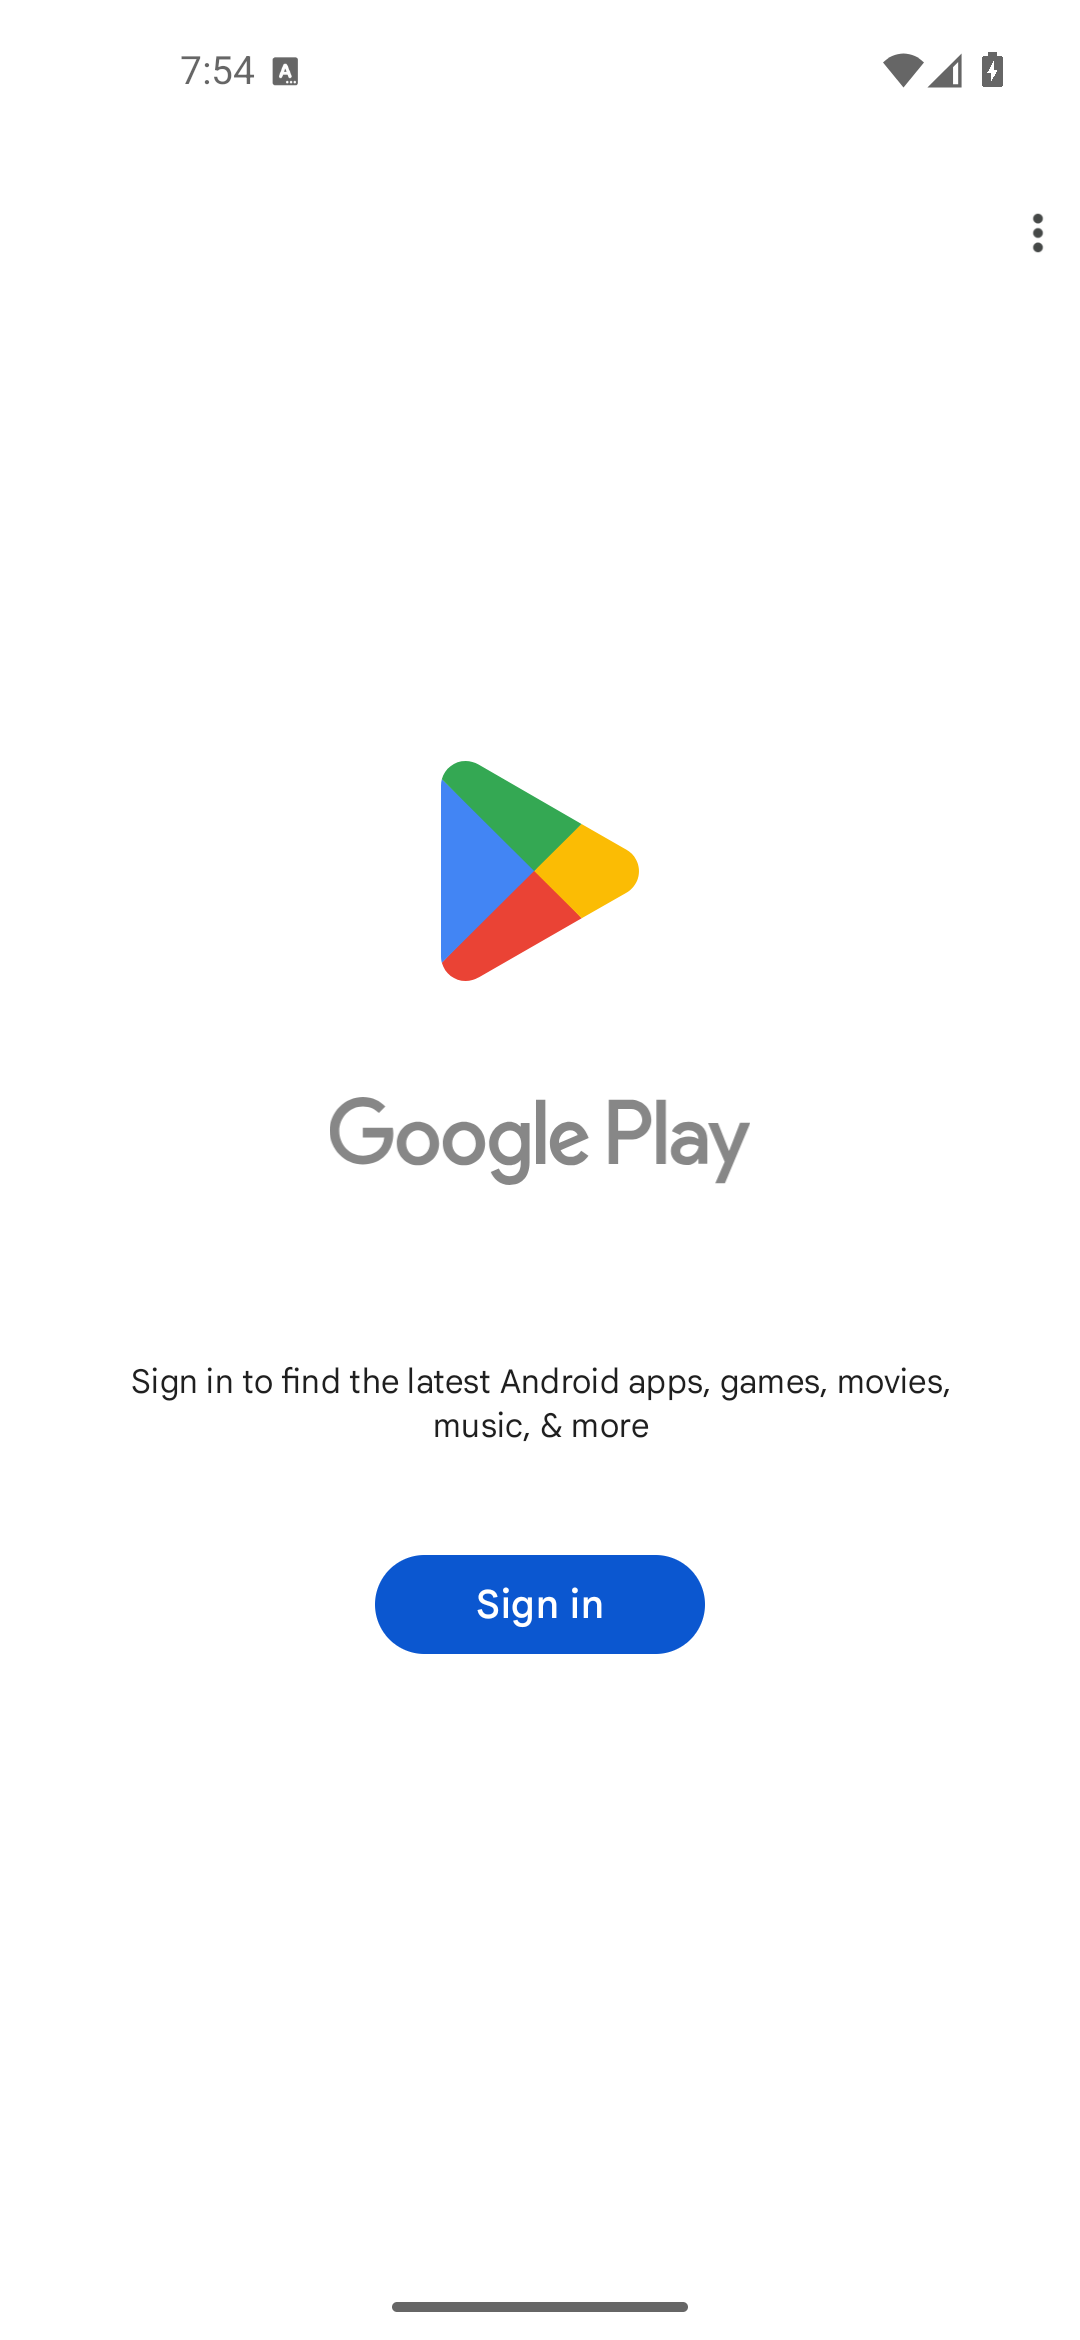 7:54
Google Play
Sign in to find the latest Android apps, games, movies,
music, & more
Sign in